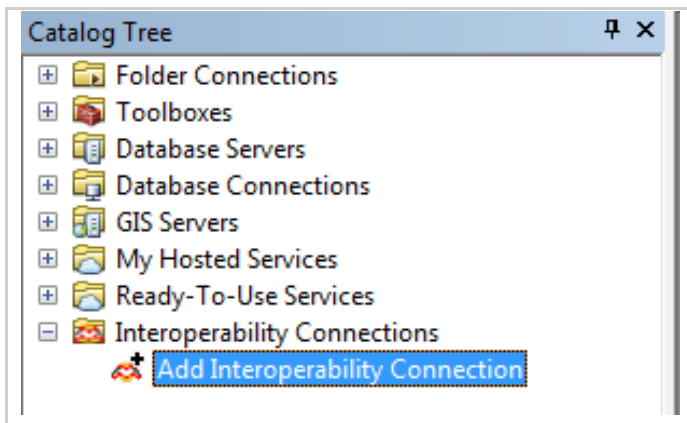 Catalog Tree
Folder Connections
Toolboxes
Database Servers
Database Connections
GIS Servers
My Hosted Services
Ready-To-Use Services
Interoperability Connections
Add Interoperability Connection